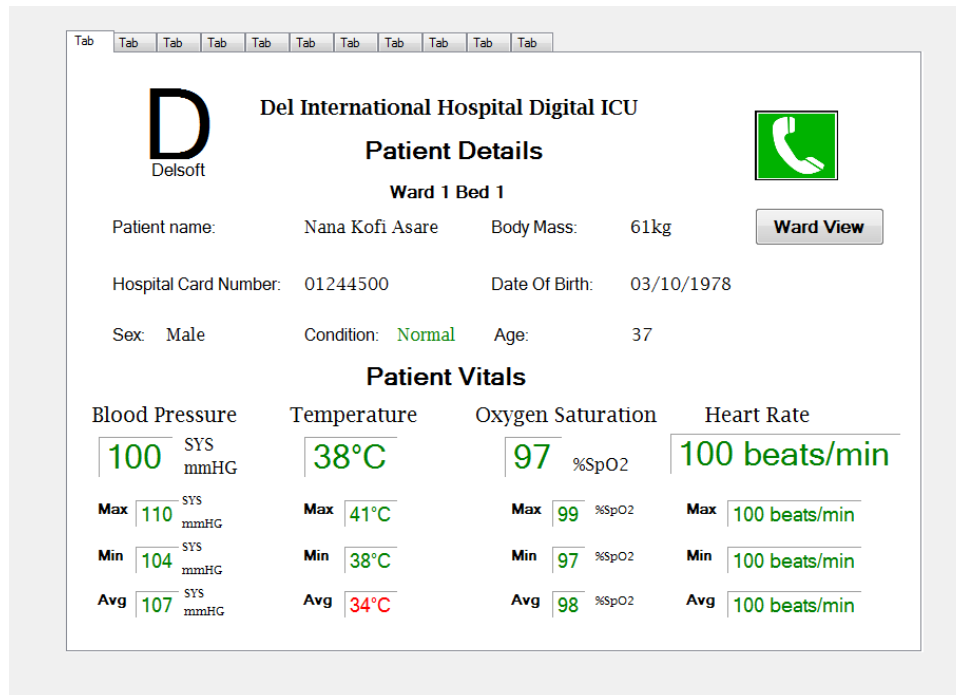 Tab Tab Tab Tab Tab Tab Tab Tab Tab Tab Tab
D
Delsoft
Del International Hospital Digital ICU
Patient Details
Ward 1 Bed 1
Patient name: Nana Kofi Asare Body Mass: 61kg Ward View
Hospital Card Number: 01244500 Date Of Birth: 03/10/1978
Sex: Male Condition: Normal Age: 37
Patient Vitals
Blood Pressure Temperature Oxygen Saturation Heart Rate
100 SYS mmHG 38°C 97 %SpO2 100 beats/min
Max 110 SYS mmHG Max 41°C Max 99 %SpO2 Max 100 beats/min
Min 104 SYS mmHG Min 38°C Min 97 %SpO2 Min 100 beats/min
Avg 107 SYS mmHG Avg 34°C Avg 98 %SpO2 Avg 100 beats/min